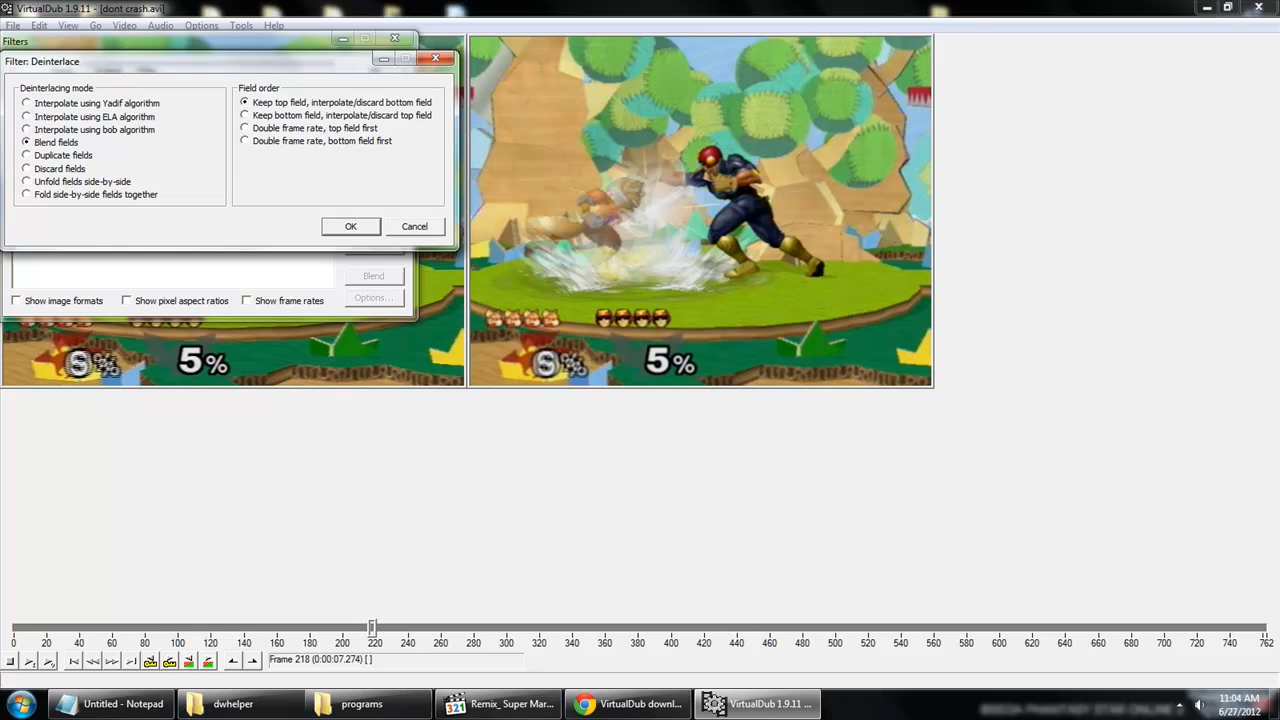 VirtualDub 1.9.11 - [dont crash.avi]
File Edit View Go Video Audio Options Tools Help
Filters
Filter: Deinterlace
Deinterlacing mode
Interpolate using Yadif algorithm
Interpolate using ELA algorithm
Interpolate using bob algorithm
Blend fields
Duplicate fields
Discard fields
Unfold fields side-by-side
Fold side-by-side fields together
Field order
Keep top field, interpolate/discard bottom field
Keep bottom field, interpolate/discard top field
Double frame rate, top field first
Double frame rate, bottom field first
OK Cancel
Blend
Show image formats Show pixel aspect ratios Show frame rates Options...
% 5%
% 5%
0 20 40 60 80 100 120 140 160 180 200 220 240 260 280 300 320 340 360 380 400 420 440 460 480 500 520 540 560 580 600 620 640 660 680 700 720 740 762
Frame 218 (0:00:07.274) [ ]
Untitled - Notepad dwhelper programs 321 Remix_ Super Mar... VirtualDub downl... VirtualDub 1.9.11 ...
11:04 AM
6/27/2012